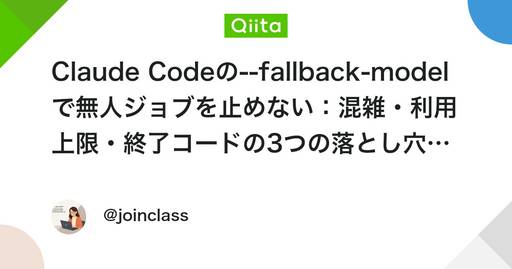 Qiita
Claude Codeの--fallback-model
で無人ジョブを止めない：混雑・利用
上限・終了コードの3つの落とし穴…
@joinclass